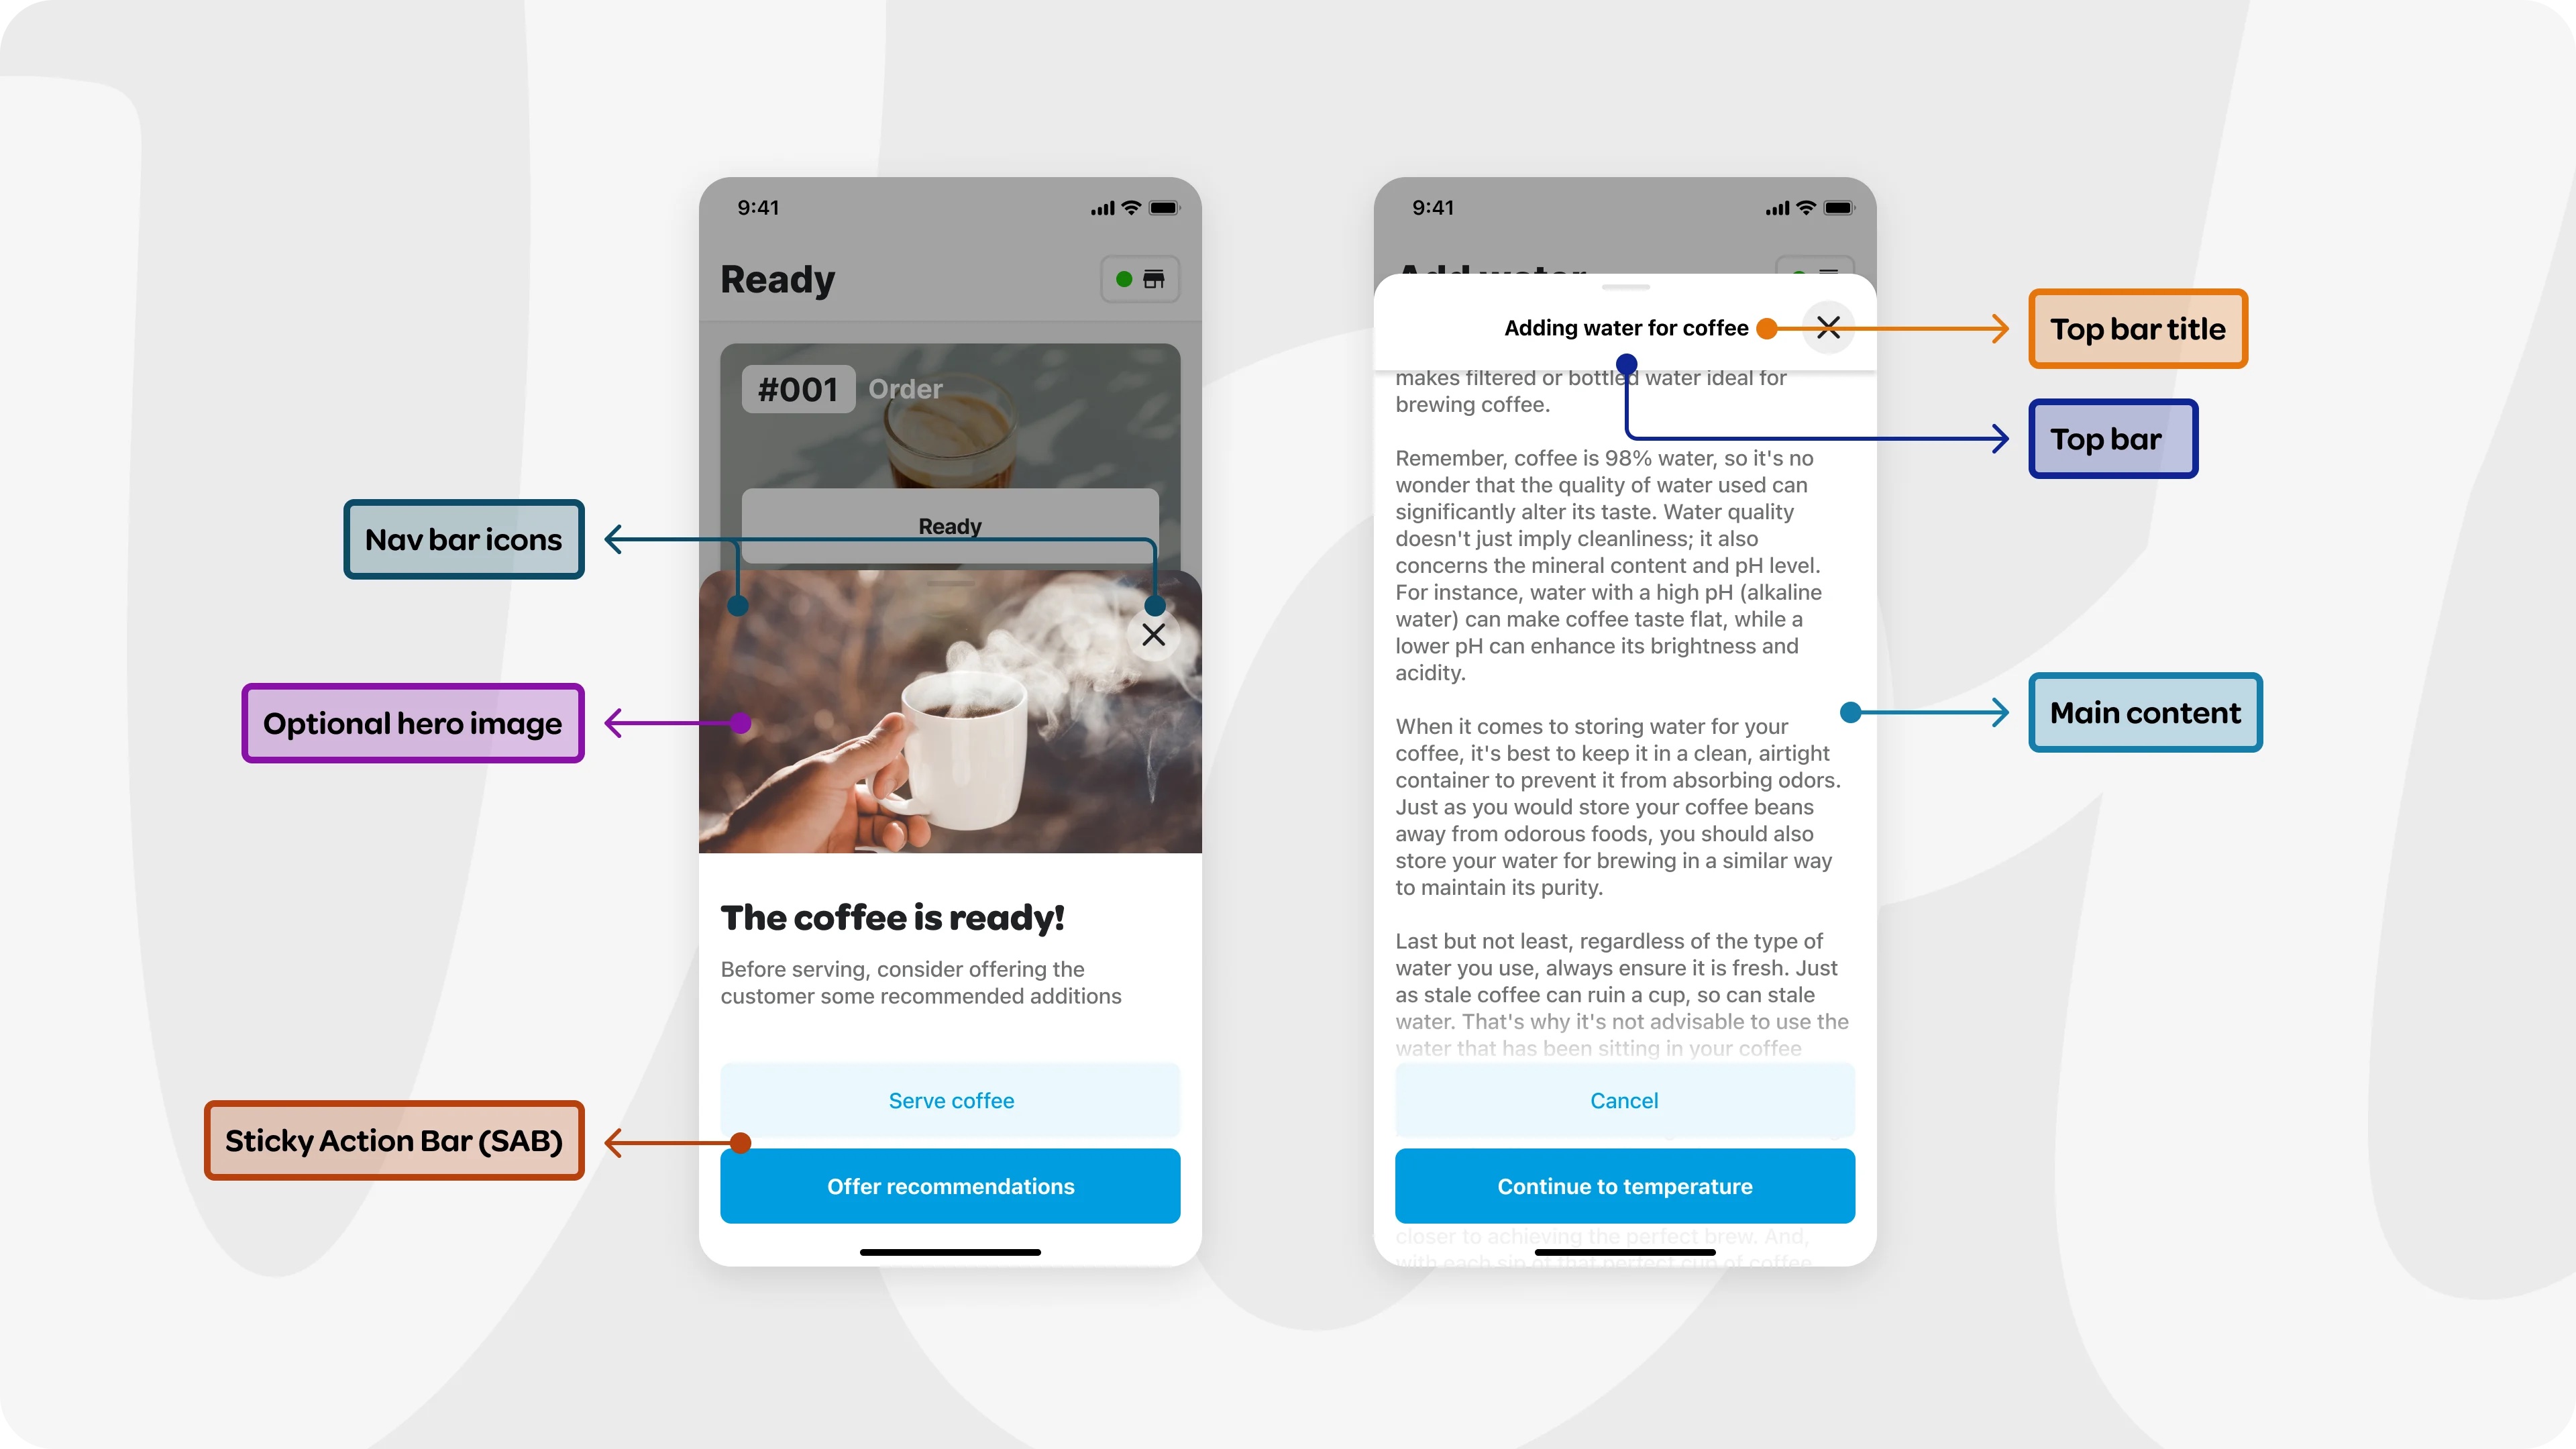 Nav bar icons
Optional hero image
Sticky Action Bar (SAB)
9:41
Ready
#001 Order
Ready
The coffee is ready!
Before serving, consider offering the
customer some recommended additions
Serve coffee
Offer recommendations
9:41
Add water
Adding water for coffee
makes filtered or bottled water ideal for
brewing coffee.
Remember, coffee is 98% water, so it's no
wonder that the quality of water used can
significantly alter its taste. Water quality
doesn't just imply cleanliness; it also
concerns the mineral content and pH level.
For instance, water with a high pH (alkaline
water) can make coffee taste flat, while a
lower pH can enhance its brightness and
acidity.
When it comes to storing water for your
coffee, it's best to keep it in a clean, airtight
container to prevent it from absorbing odors.
Just as you would store your coffee beans
away from odorous foods, you should also
store your water for brewing in a similar way
to maintain its purity.
Last but not least, regardless of the type of
water you use, always ensure it is fresh. Just
as stale coffee can ruin a cup, so can stale
water. That's why it's not advisable to use the
water that has been sitting in your coffee
Cancel
Continue to temperature
closer to achieving the perfect brew. And,
with each sip of that perfect cup of coffee
Top bar title
Top bar
Main content